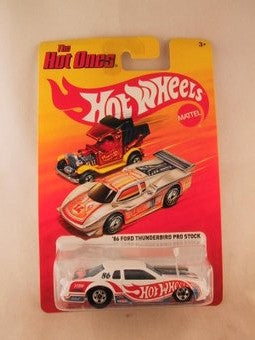 The
Hot Ones
3+
Hot Wheels
MATTEL
'86 FORD THUNDERBIRD PRO STOCK
86
Hot Wheels